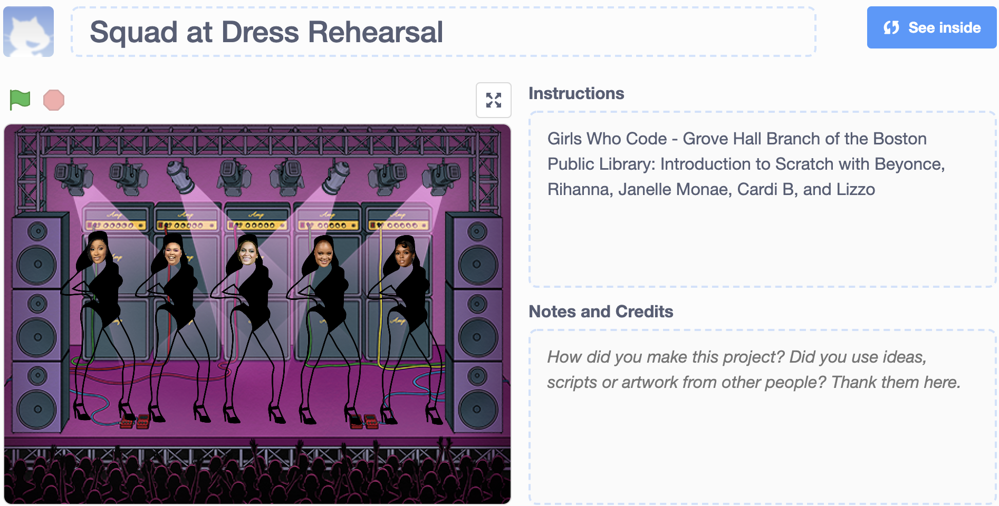 Squad at Dress Rehearsal
See inside
Instructions
Girls Who Code - Grove Hall Branch of the Boston
Public Library: Introduction to Scratch with Beyonce,
Rihanna, Janelle Monae, Cardi B, and Lizzo
Amp
Amp
Amp
Amp
Amp
Notes and Credits
How did you make this project? Did you use ideas,
scripts or artwork from other people? Thank them here.